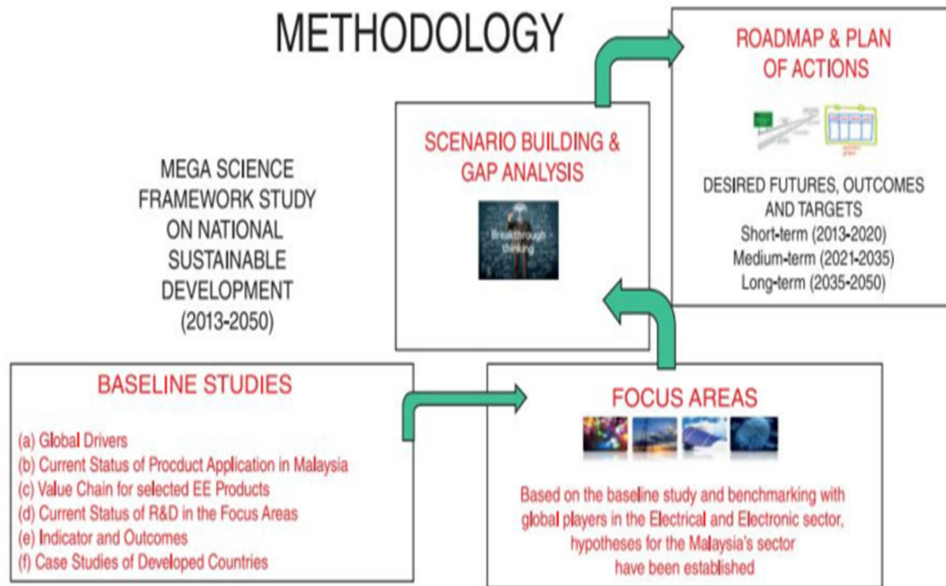 METHODOLOGY
MEGA SCIENCE
FRAMEWORK STUDY
ON NATIONAL
SUSTAINABLE
DEVELOPMENT
(2013-2050)
BASELINE STUDIES
(a) Global Drivers
(b) Current Status of Procduct Application in Malaysia
(c) Value Chain for selected EE Products
(d) Current Status of R&D in the Focus Areas
(e) Indicator and Outcomes
(f) Case Studies of Developed Countries
FOCUS AREAS
Based on the baseline study and benchmarking with
global players in the Electrical and Electronic sector,
hypotheses for the Malaysia's sector
have been established
SCENARIO BUILDING &
GAP ANALYSIS
Breakthrough
thinking
ROADMAP & PLAN
OF ACTIONS
DESIRED FUTURES, OUTCOMES
AND TARGETS
Short-term (2013-2020)
Medium-term (2021-2035)
Long-term (2035-2050)